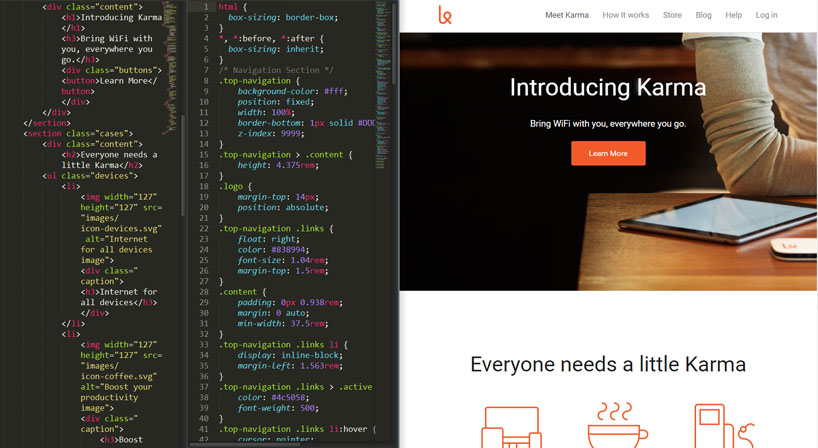 <div class="content">
<h1>Introducing Karma
</h1>
<h3>Bring WiFi with
you, everywhere you
go.</h3>
<div class="buttons">
<button>Learn More</
button>
</div>
</div>
</section>
<section class="cases">
<div class="content">
<h2>Everyone needs a
little Karma</h2>
<ul class="devices">
<li>
<img width="127"
height="127" src=
"images/
icon-devices.svg"
alt="Internet
for all devices
image">
<div class="
caption">
<h3>Internet for
all devices</h3>
</div>
</li>
<li>
<img width="127"
height="127" src=
"images/
icon-coffee.svg"
alt="Boost your
productivity
image">
<div class="
caption">
<h3>Boost
1 html {
2 box-sizing: border-box;
3 }
4 *, *:before, *:after {
5 box-sizing: inherit;
6 }
7 /* Navigation Section */
8 .top-navigation {
9 background-color: #fff;
10 position: fixed;
11 width: 100%;
12 border-bottom: 1px solid #DDE
13 z-index: 9999;
14 }
15 .top-navigation > .content {
16 height: 4.375rem;
17 }
18 .logo {
19 margin-top: 14px;
20 position: absolute;
21 }
22 .top-navigation .links {
23 float: right;
24 color: #838994;
25 font-size: 1.04rem;
26 margin-top: 1.5rem;
27 }
28 .content {
29 padding: 0px 0.938rem;
30 margin: 0 auto;
31 min-width: 37.5rem;
32 }
33 .top-navigation .links li {
34 display: inline-block;
35 margin-left: 1.563rem;
36 }
37 .top-navigation .links > .active
38 color: #4c5058;
39 font-weight: 500;
40 }
41 .top-navigation .links li:hover {
42 cursor: pointer;
Meet Karma How It works Store Blog Help Log in
Introducing Karma
Bring WiFi with you, everywhere you go.
Learn More
Everyone needs a little Karma